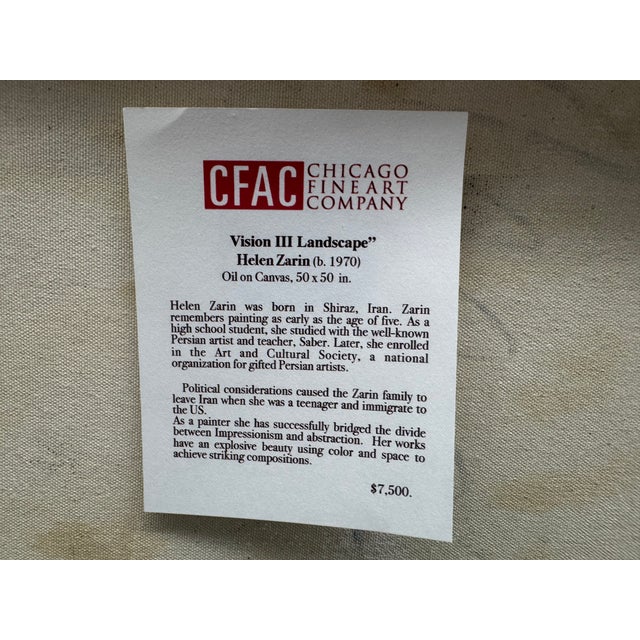 CFAC CHICAGO
FINE ART
COMPANY
Vision III Landscape”
Helen Zarin (b. 1970)
Oil on Canvas, 50 x 50 in.
Helen Zarin was born in Shiraz, Iran. Zarin
remembers painting as early as the age of five. As a
high school student, she studied with the well-known
Persian artist and teacher, Saber. Later, she enrolled
in the Art and Cultural Society, a national
organization for gifted Persian artists.
Political considerations caused the Zarin family to
leave Iran when she was a teenager and immigrate to
the US.
As a painter she has successfully bridged the divide
between Impressionism and abstraction. Her works
have an explosive beauty using color and space to
achieve striking compositions.
$7,500.